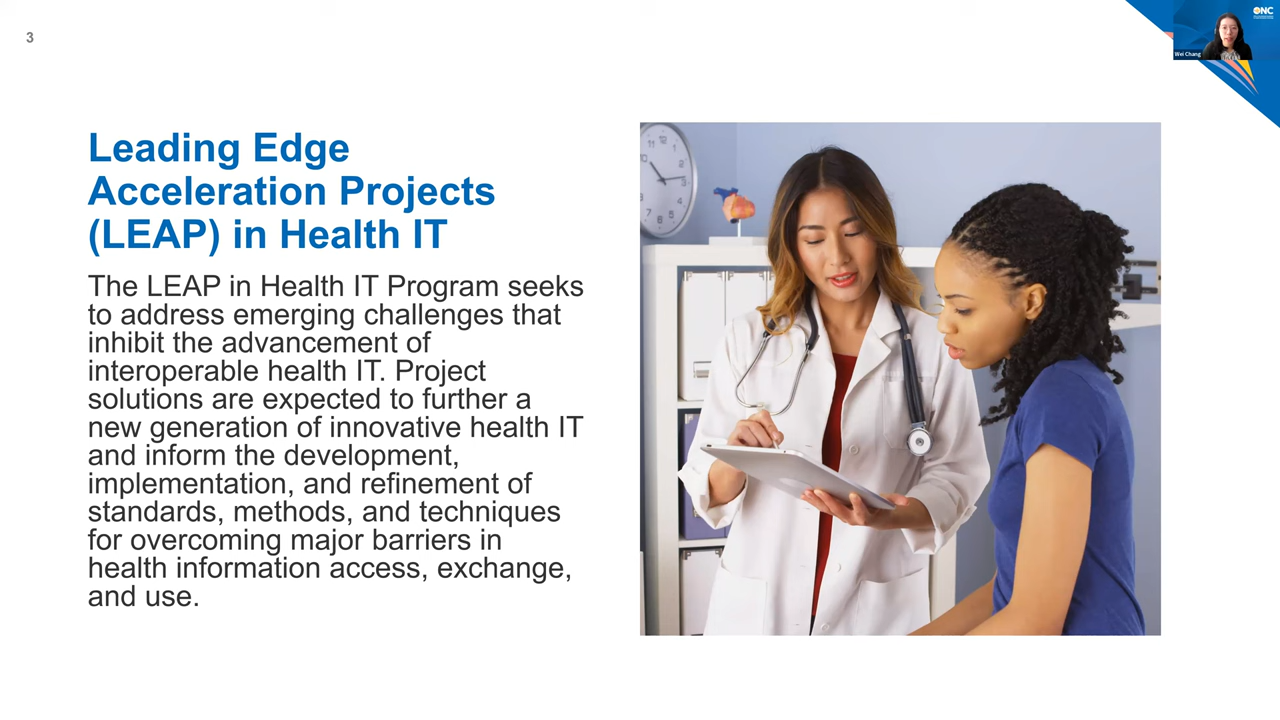 3
ONC
Wei Chang
Leading Edge
Acceleration Projects
(LEAP) in Health IT
The LEAP in Health IT Program seeks
to address emerging challenges that
inhibit the advancement of
interoperable health IT. Project
solutions are expected to further a
new generation of innovative health IT
and inform the development,
implementation, and refinement of
standards, methods, and techniques
for overcoming major barriers in
health information access, exchange,
and use.